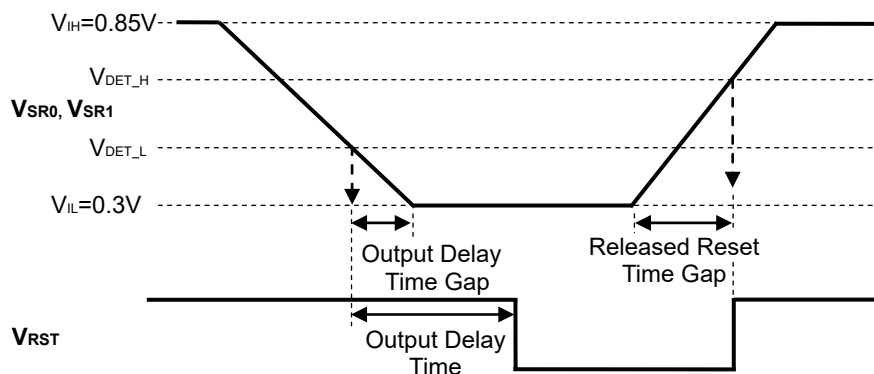 VIH=0.85V
VDET_H
VSR0, VSR1
VDET_L
VIL=0.3V
Output Delay
Time Gap
Released Reset
Time Gap
VRST
Output Delay
Time